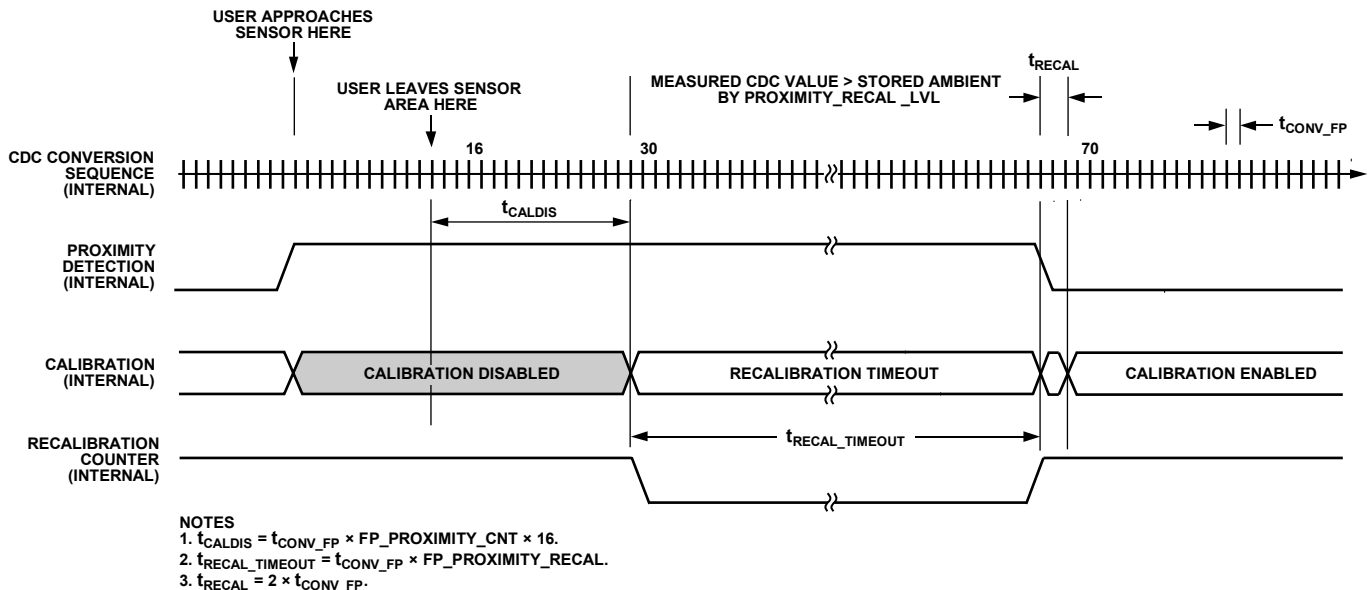 USER APPROACHES
SENSOR HERE
USER LEAVES SENSOR
AREA HERE
MEASURED CDC VALUE > STORED AMBIENT
BY PROXIMITY_RECAL _LVL
tRECAL
tCONV_FP
CDC CONVERSION
SEQUENCE
(INTERNAL)
16
30
70
tCALDIS
PROXIMITY
DETECTION
(INTERNAL)
CALIBRATION
(INTERNAL)
CALIBRATION DISABLED
RECALIBRATION TIMEOUT
CALIBRATION ENABLED
RECALIBRATION
COUNTER
(INTERNAL)
tRECAL_TIMEOUT
NOTES
1. tCALDIS = tCONV_FP × FP_PROXIMITY_CNT × 16.
2. tRECAL_TIMEOUT = tCONV_FP × FP_PROXIMITY_RECAL.
3. tRECAL = 2 × tCONV_FP.